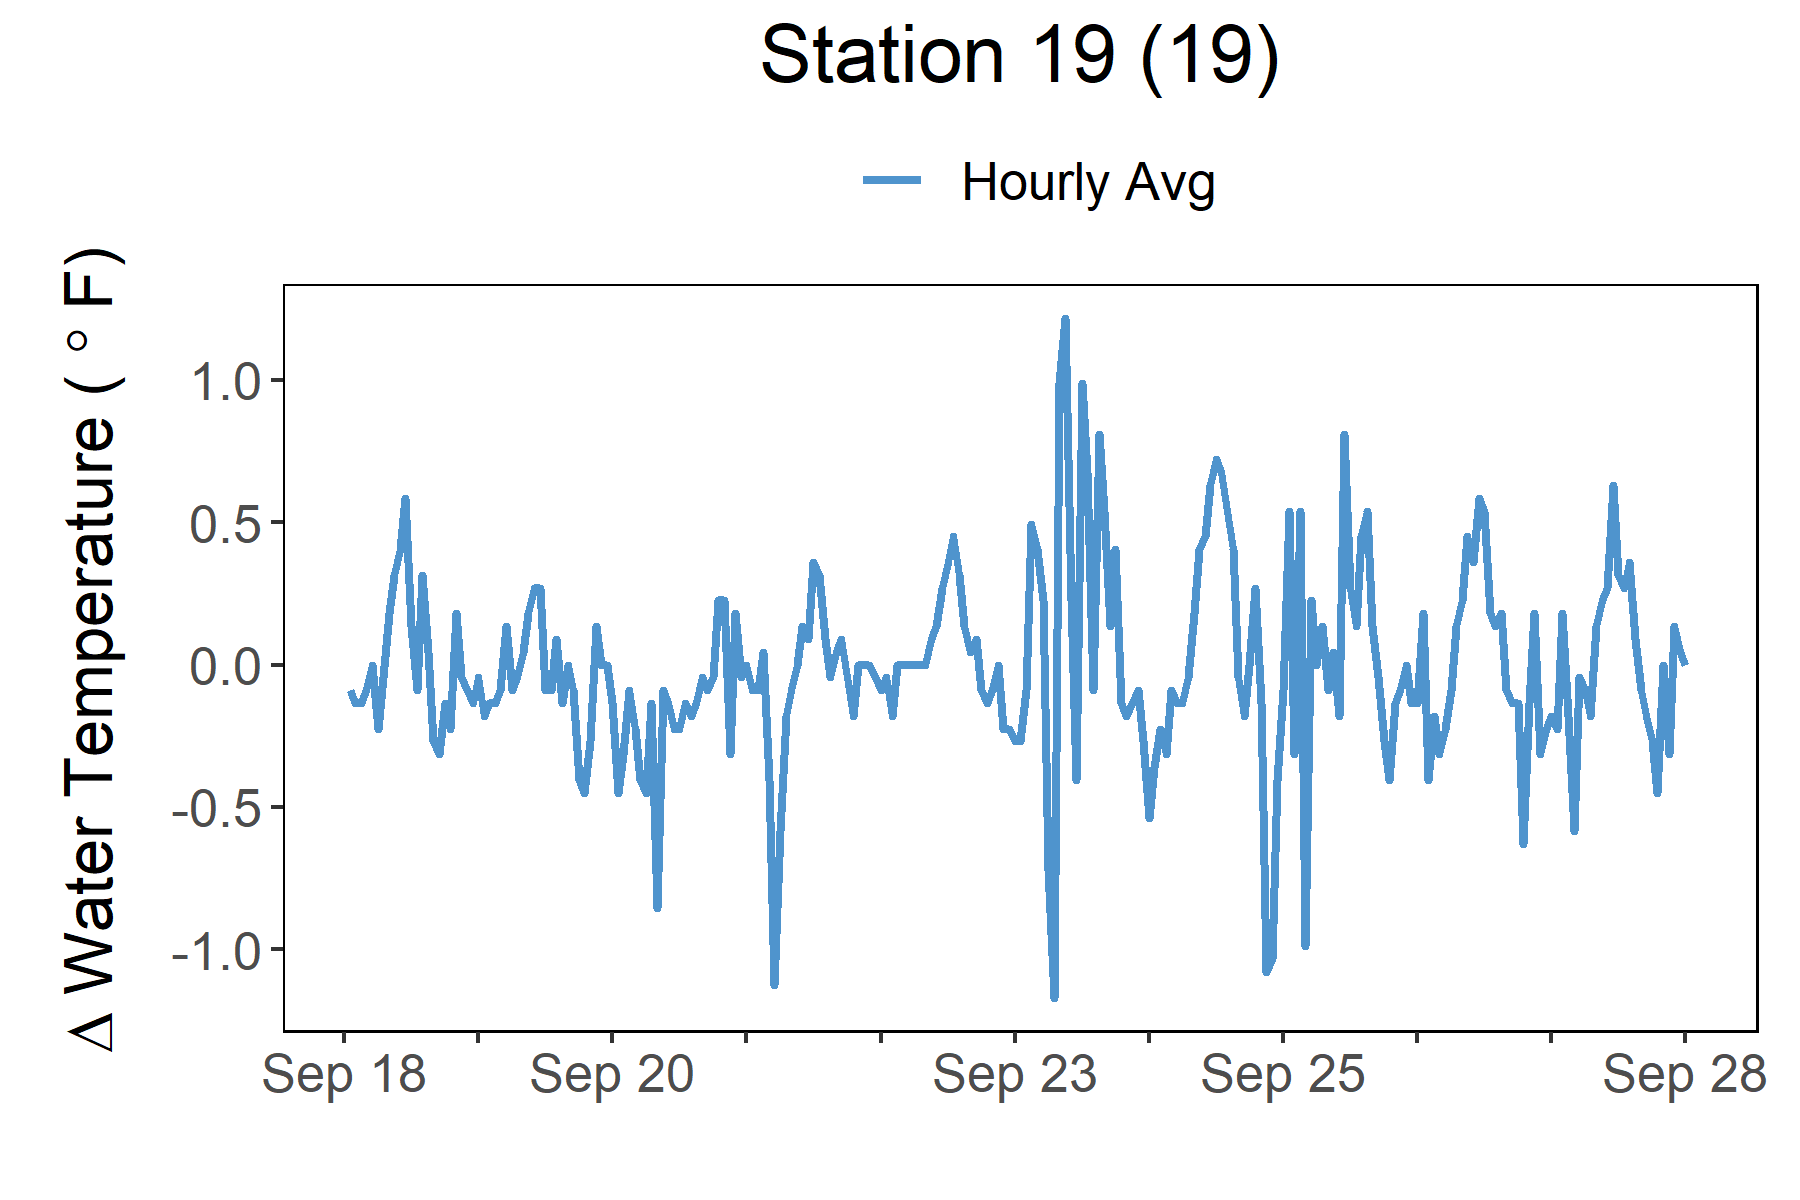 Station 19 (19)
Hourly Avg
Δ Water Temperature ( ° F)
1.0
0.5
0.0
-0.5
-1.0
Sep 18 Sep 20 Sep 23 Sep 25 Sep 28